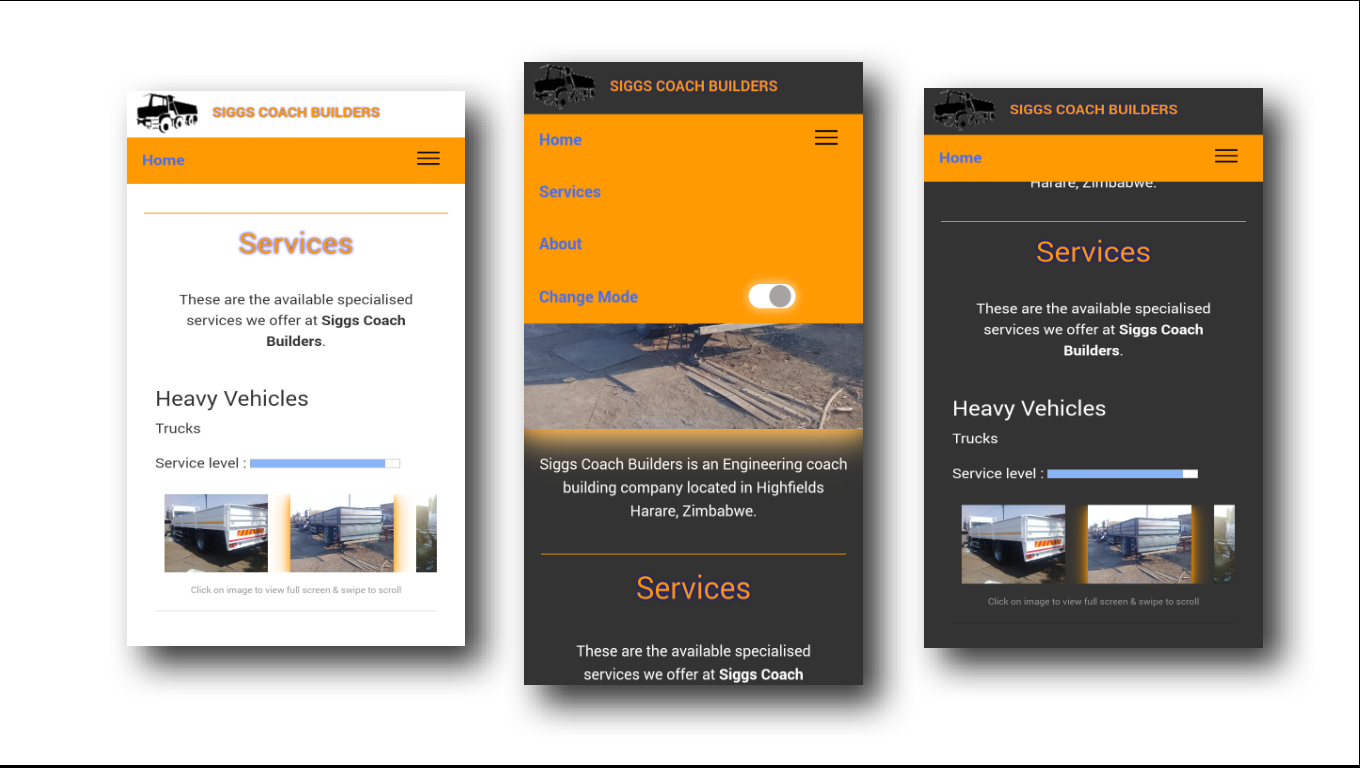 SIGGS COACH BUILDERS
Home
Services
These are the available specialised
services we offer at Siggs Coach
Builders.
Heavy Vehicles
Trucks
Service level :
Click on image to view full screen & swipe to scroll
SIGGS COACH BUILDERS
Home
Services
About
Change Mode
Siggs Coach Builders is an Engineering coach
building company located in Highfields
Harare, Zimbabwe.
Services
These are the available specialised
services we offer at Siggs Coach
SIGGS COACH BUILDERS
Home
Harare, Zimbabwe.
Services
These are the available specialised
services we offer at Siggs Coach
Builders.
Heavy Vehicles
Trucks
Service level :
Click on image to view full screen & swipe to scroll